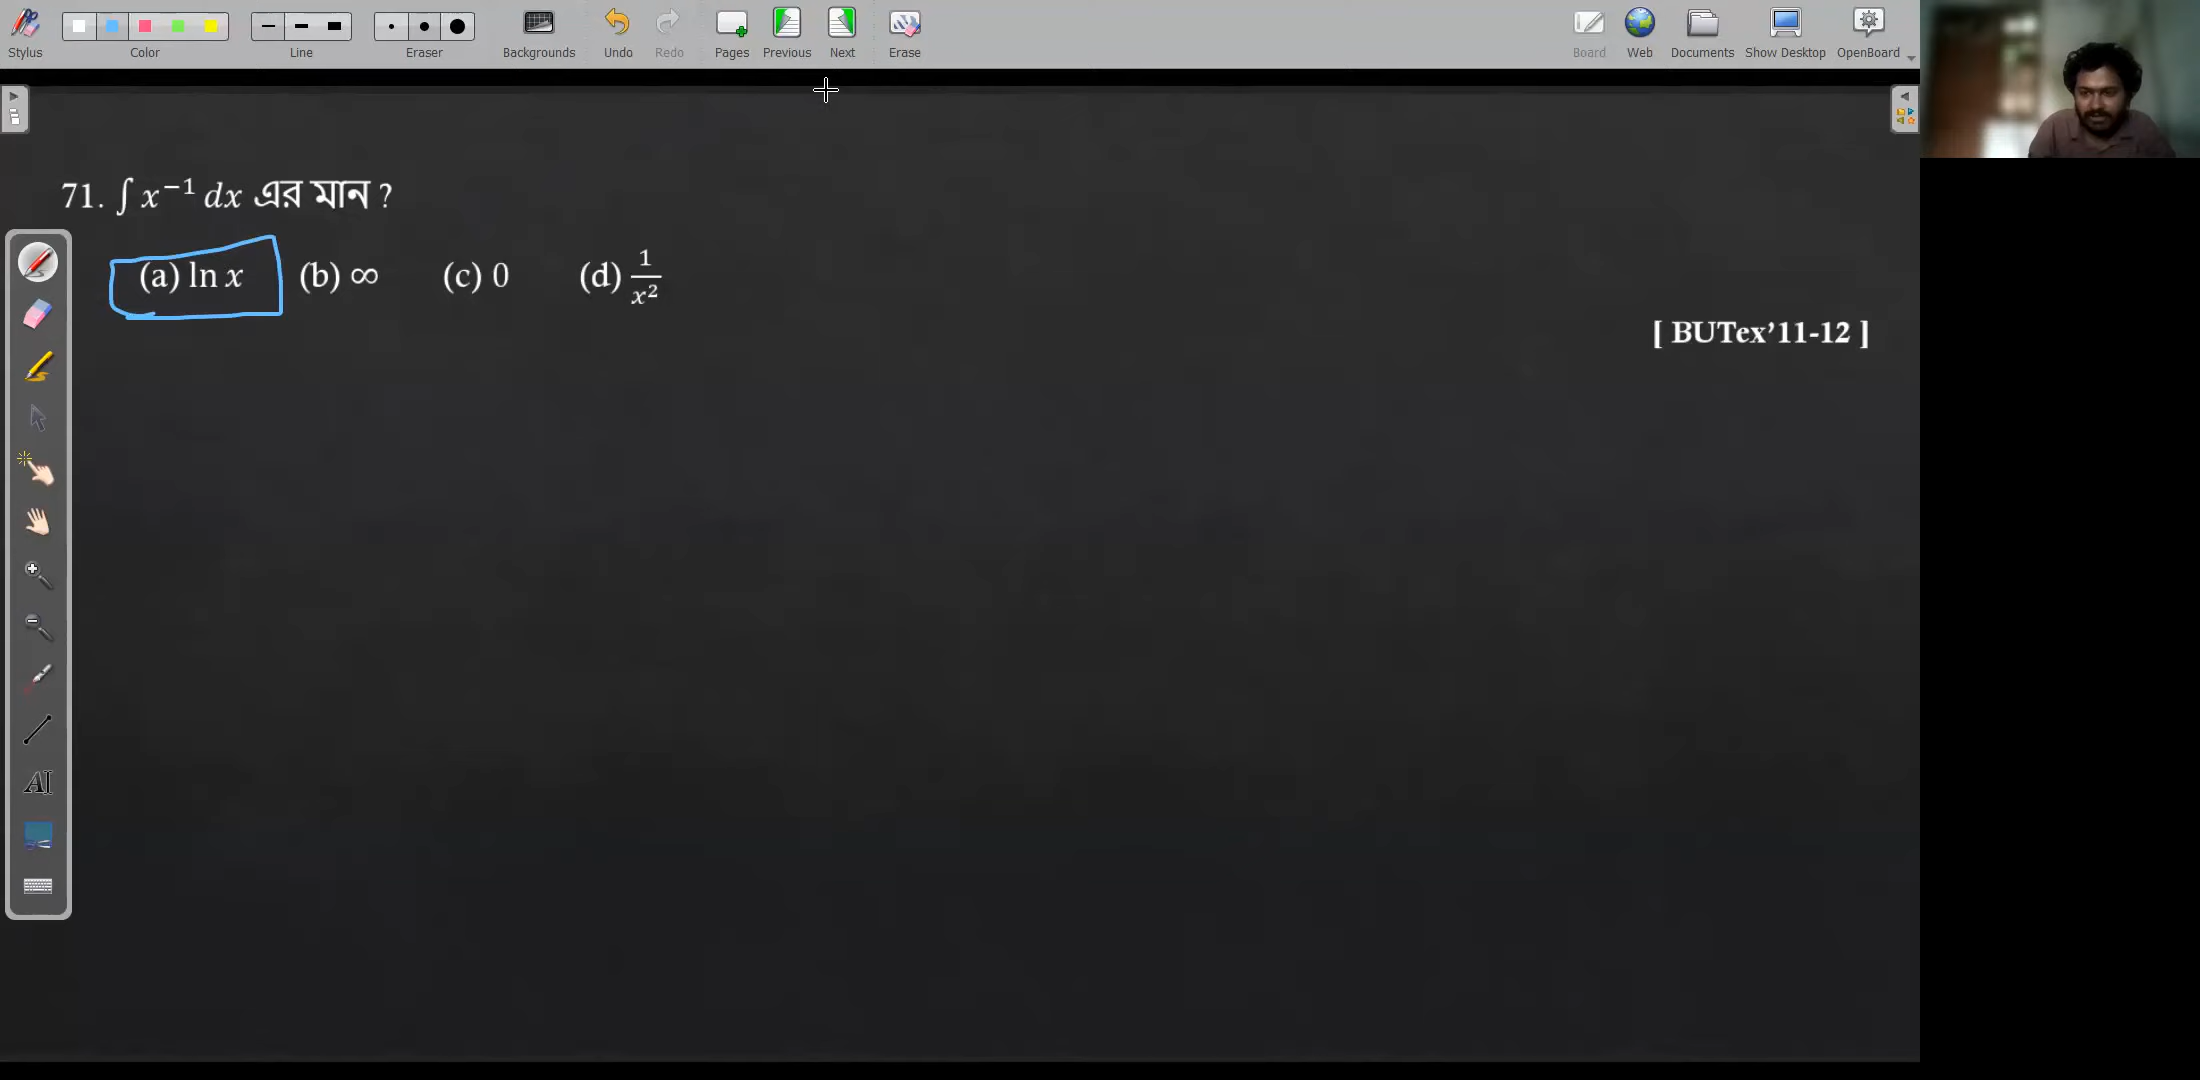 Stylus Color Line Eraser Backgrounds Undo Redo Pages Previous Next Erase Board Web Documents Show Desktop OpenBoard
71. ∫ x⁻¹ dx এর মান ?
(a) ln x (b) ∞ (c) 0 (d) 1/x²
[ BUTex’11-12 ]
AI